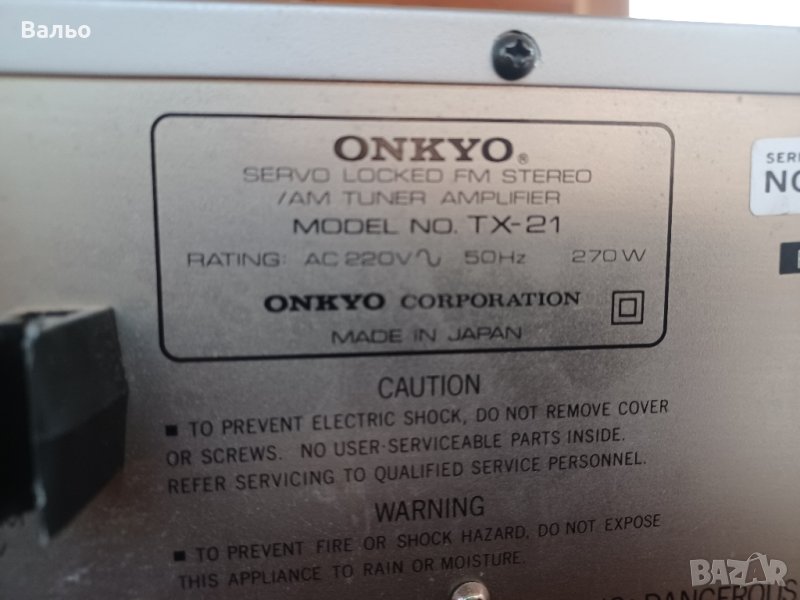 Вальо
ONKYO®
SERVO LOCKED FM STEREO
/AM TUNER AMPLIFIER
MODEL NO. TX-21
RATING: AC 220V∿ 50Hz 270W
ONKYO CORPORATION
MADE IN JAPAN
NO
CAUTION
■ TO PREVENT ELECTRIC SHOCK, DO NOT REMOVE COVER
OR SCREWS. NO USER-SERVICEABLE PARTS INSIDE.
REFER SERVICING TO QUALIFIED SERVICE PERSONNEL.
WARNING
■ TO PREVENT FIRE OR SHOCK HAZARD, DO NOT EXPOSE
THIS APPLIANCE TO RAIN OR MOISTURE.
DANGEROUS
BAZAR